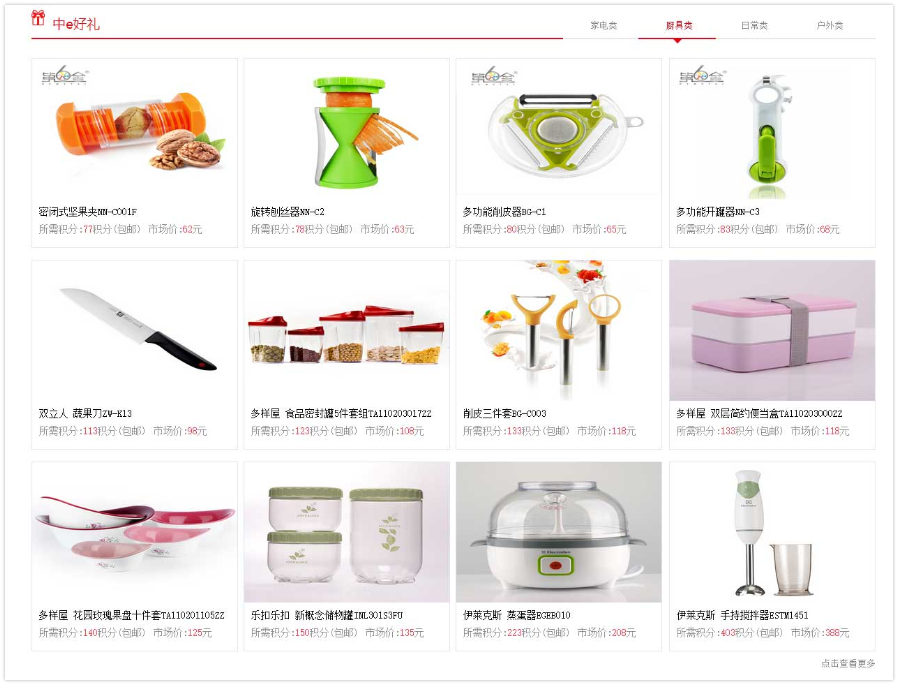 中e好礼
家电类 厨具类 日常类 户外类
密闭式坚果夹NN-C001F
所需积分:77积分(包邮) 市场价:62元
旋转刨丝器NN-C2
所需积分:78积分(包邮) 市场价:63元
多功能削皮器BG-C1
所需积分:80积分(包邮) 市场价:65元
多功能开罐器NN-C3
所需积分:83积分(包邮) 市场价:68元
双立人 蔬果刀ZW-K13
所需积分:113积分(包邮) 市场价:98元
多样屋 食品密封罐5件套组TA110203017ZZ
所需积分:123积分(包邮) 市场价:108元
削皮三件套BG-C003
所需积分:133积分(包邮) 市场价:118元
多样屋 双层简约便当盒TA110203000ZZ
所需积分:133积分(包邮) 市场价:118元
多样屋 花园玫瑰果盘十件套TA110201105ZZ
所需积分:140积分(包邮) 市场价:125元
乐扣乐扣 新概念储物罐INL301S3FU
所需积分:150积分(包邮) 市场价:135元
Electrolux
伊莱克斯 蒸蛋器EGEB010
所需积分:223积分(包邮) 市场价:208元
伊莱克斯 手持搅拌器ESTM1451
所需积分:403积分(包邮) 市场价:388元
点击查看更多